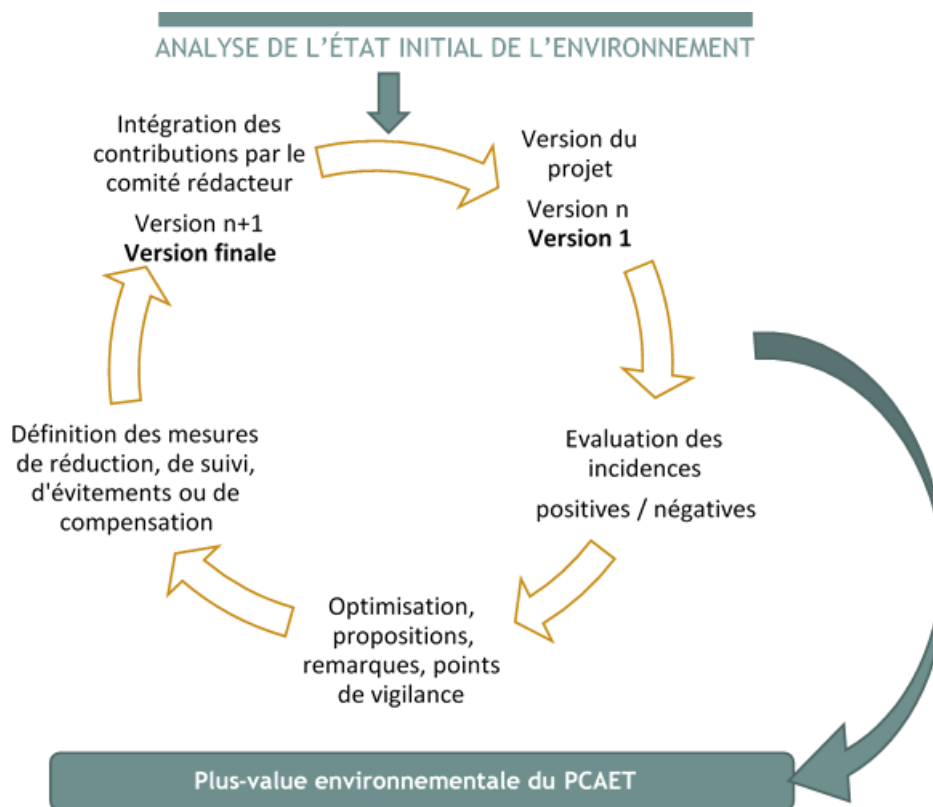 ANALYSE DE L'ÉTAT INITIAL DE L'ENVIRONNEMENT
Intégration des
contributions par le
comité rédacteur
Version n+1
Version finale
Version du
projet
Version n
Version 1
Evaluation des
incidences
positives / négatives
Optimisation,
propositions,
remarques, points
de vigilance
Définition des mesures
de réduction, de suivi,
d'évitements ou de
compensation
Plus-value environnementale du PCAET